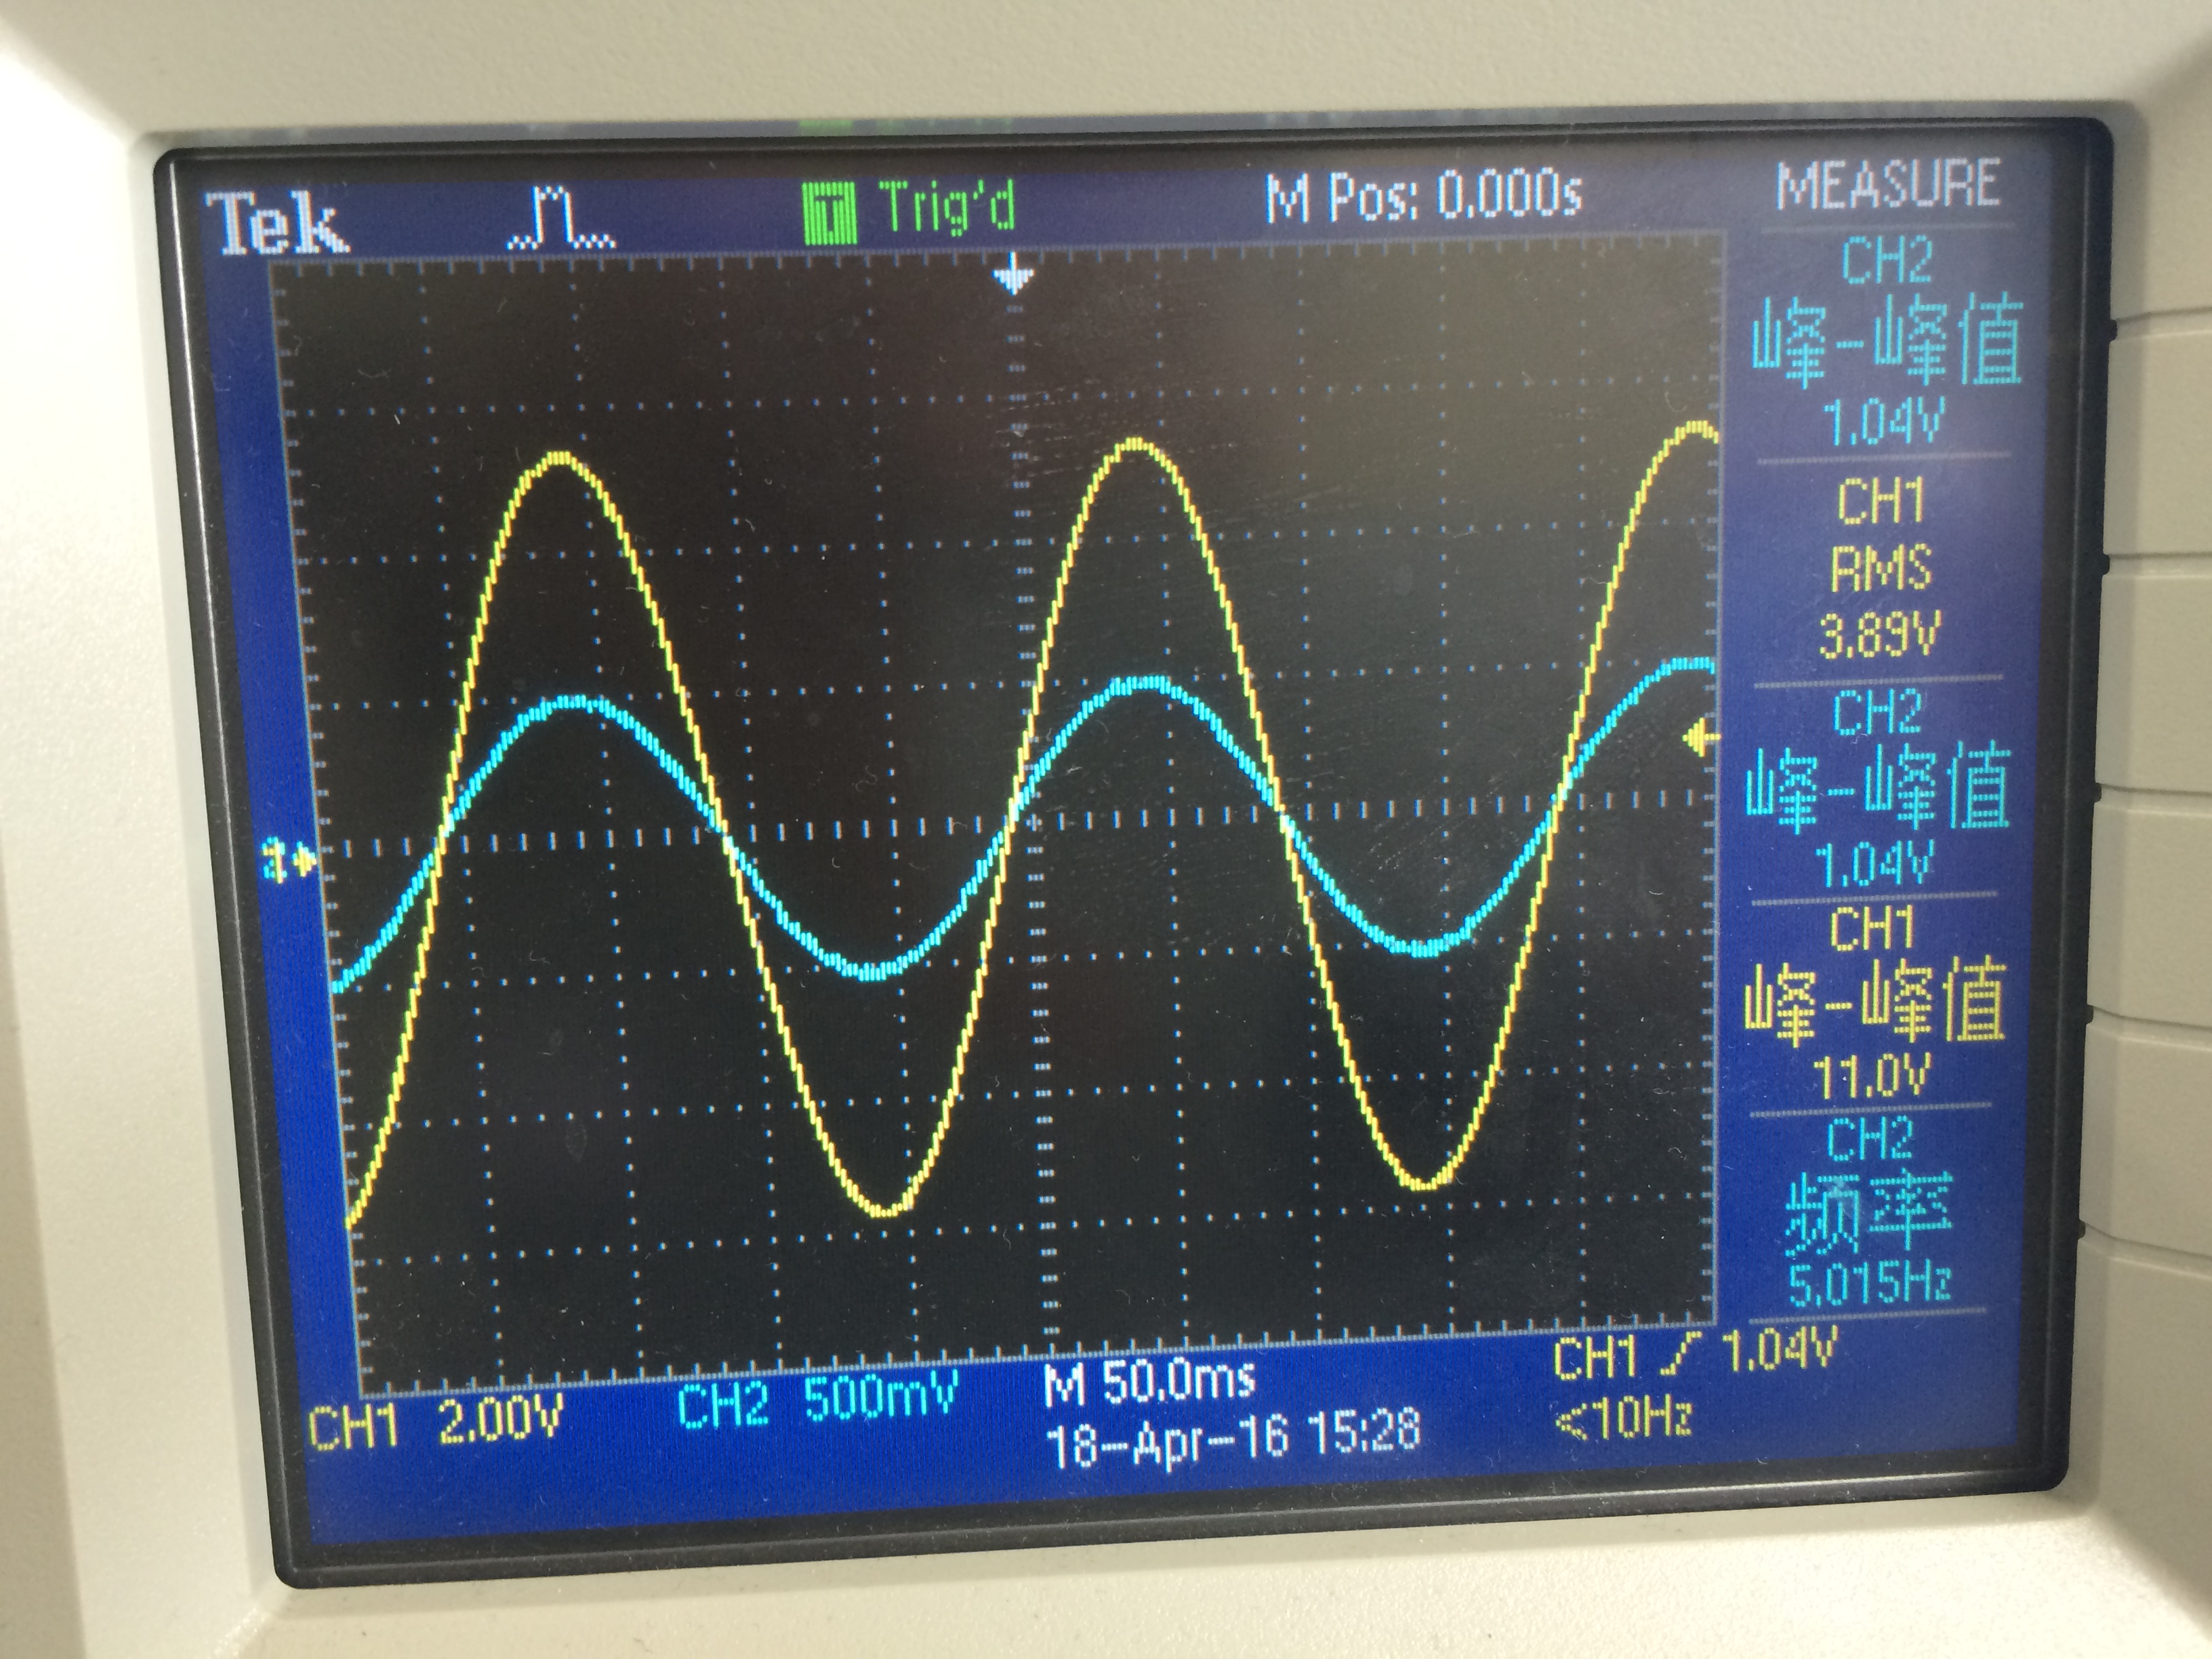 Tek Trig'd M Pos: 0.000s MEASURE
CH2
峰-峰值
1.04V
CH1
RMS
3.89V
CH2
峰-峰值
1.04V
CH1
峰-峰值
11.0V
CH2
频率
5.015Hz
CH1 2.00V CH2 500mV M 50.0ms CH1 1.04V
18-Apr-16 15:28 <10Hz